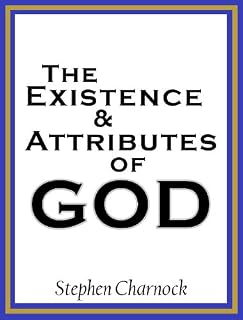 THE
EXISTENCE
&
ATTRIBUTES
OF
GOD
Stephen Charnock